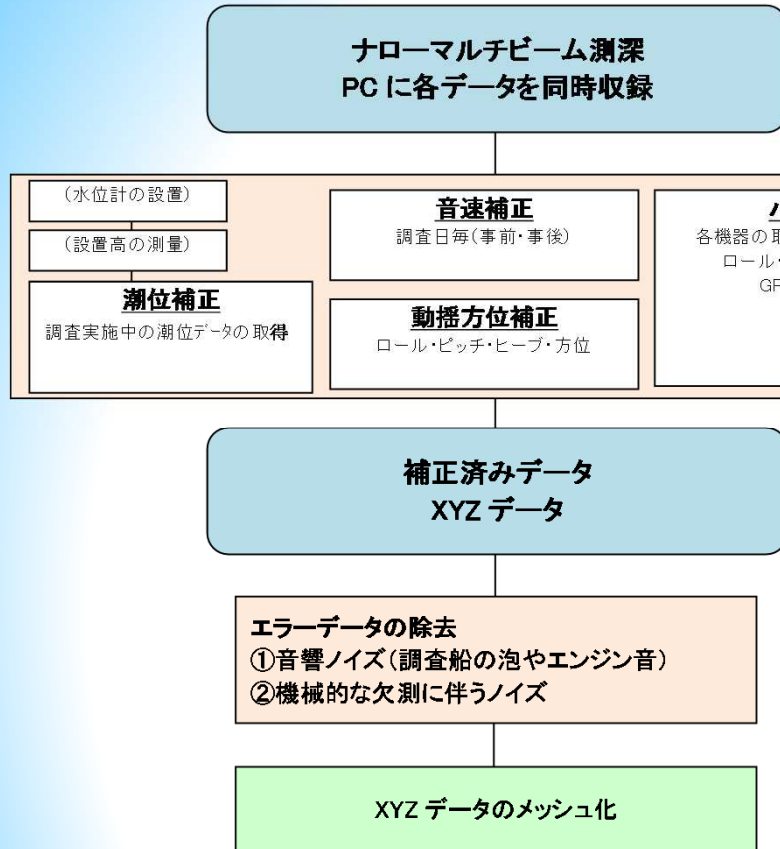 ナローマルチビーム測深
PCに各データを同時収録
(水位計の設置)
(設置高の測量)
潮位補正
調査実施中の潮位データの取得
音速補正
調査日毎(事前・事後)
動揺方位補正
ロール・ピッチ・ヒーブ・方位
各機器の取
ロール・
GP
補正済みデータ
XYZ データ
エラーデータの除去
①音響ノイズ(調査船の泡やエンジン音)
②機械的な欠測に伴うノイズ
XYZ データのメッシュ化